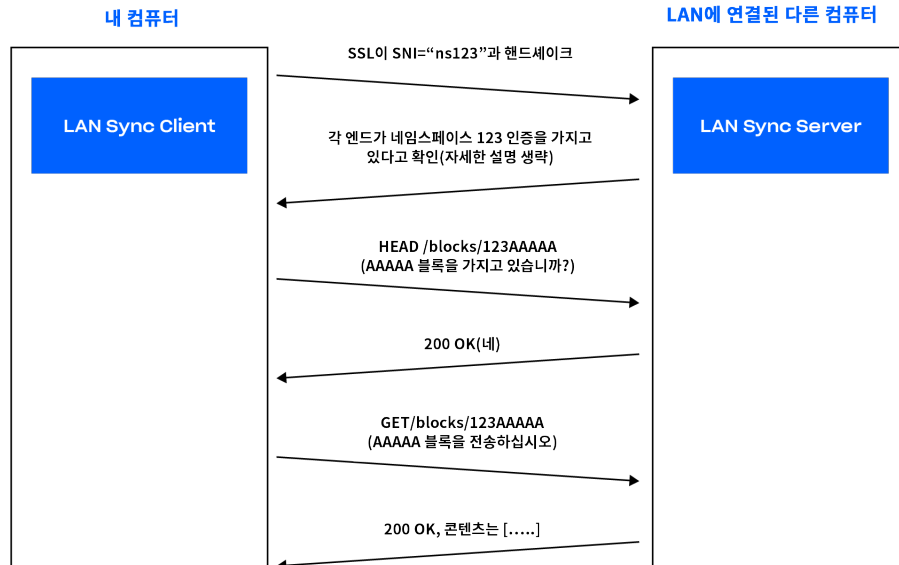 내 컴퓨터
LAN에 연결된 다른 컴퓨터
LAN Sync Client
LAN Sync Server
SSL이 SNI=“ns123”과 핸드셰이크
각 엔드가 네임스페이스 123 인증을 가지고
있다고 확인(자세한 설명 생략)
HEAD /blocks/123AAAAA
(AAAAA 블록을 가지고 있습니까?)
200 OK(네)
GET/blocks/123AAAAA
(AAAAA 블록을 전송하십시오)
200 OK, 콘텐츠는 [.....]